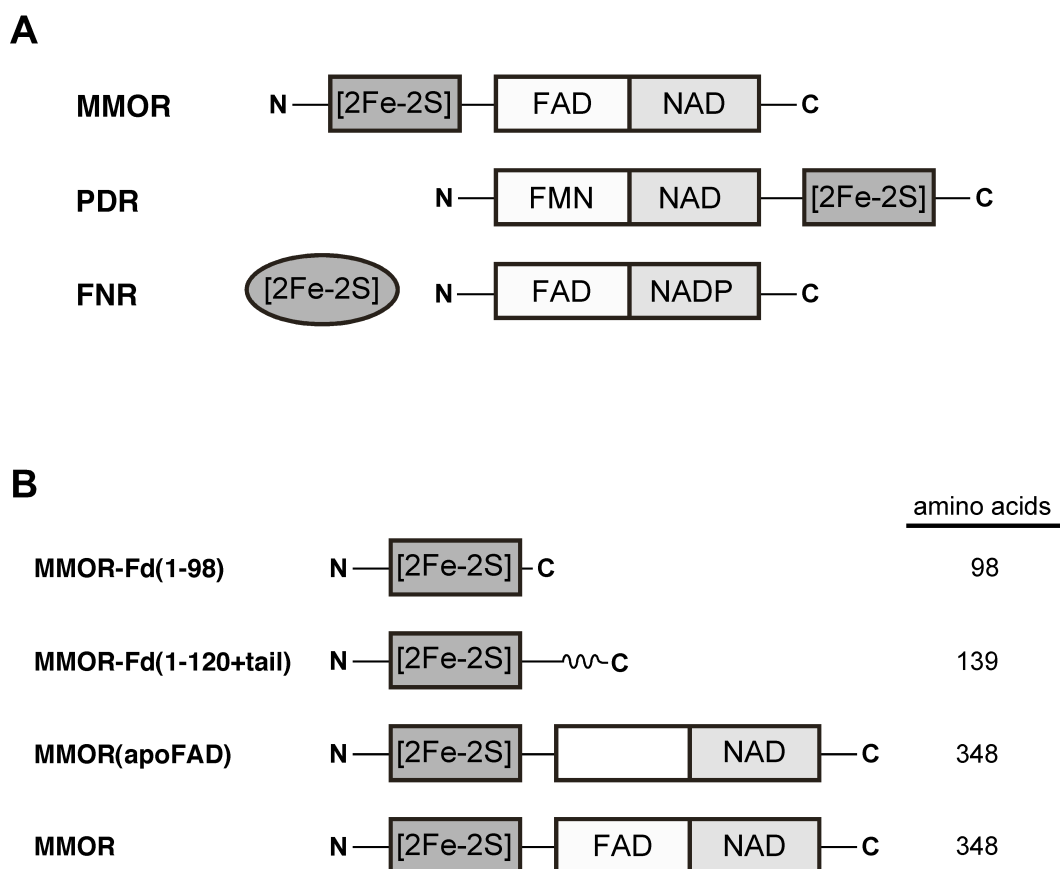 A
MMOR N [2Fe-2S] FAD NAD C
PDR N FMN NAD [2Fe-2S] C
FNR [2Fe-2S] N FAD NADP C
B
amino acids
MMOR-Fd(1-98) N [2Fe-2S] C 98
MMOR-Fd(1-120+tail) N [2Fe-2S] C 139
MMOR(apoFAD) N [2Fe-2S] NAD C 348
MMOR N [2Fe-2S] FAD NAD C 348